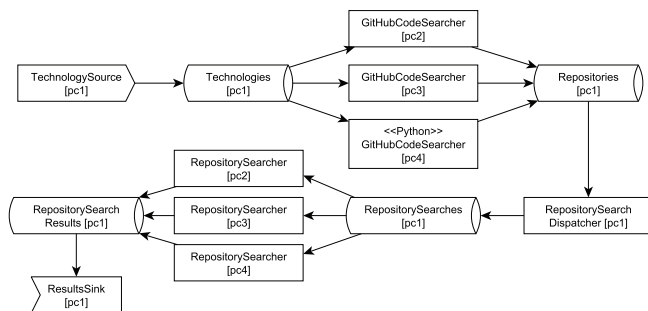 GitHubCodeSearcher
[pc2]
TechnologySource
[pc1]
Technologies
[pc1]
GitHubCodeSearcher
[pc3]
Repositories
[pc1]
<<Python>>
GitHubCodeSearcher
[pc4]
RepositorySearcher
[pc2]
RepositorySearch
Results [pc1]
RepositorySearcher
[pc3]
RepositorySearches
[pc1]
RepositorySearch
Dispatcher [pc1]
RepositorySearcher
[pc4]
ResultsSink
[pc1]